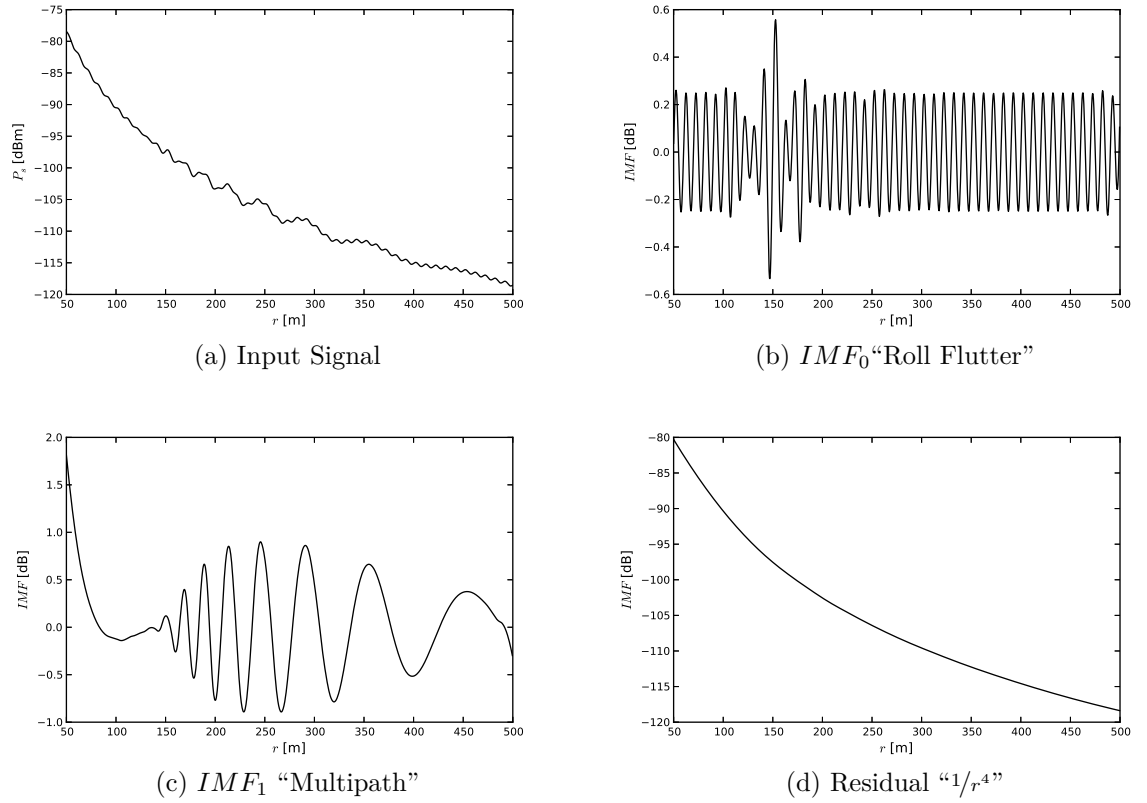 −75
−80
−85
−90
−95
−100
−105
−110
−115
−120
P_s [dBm]
50 100 150 200 250 300 350 400 450 500
r [m]
(a) Input Signal
0.6
0.4
0.2
0.0
−0.2
−0.4
−0.6
IMF [dB]
50 100 150 200 250 300 350 400 450 500
r [m]
(b) IMF_0“Roll Flutter”
2.0
1.5
1.0
0.5
0.0
−0.5
−1.0
IMF [dB]
50 100 150 200 250 300 350 400 450 500
r [m]
(c) IMF_1 “Multipath”
−80
−85
−90
−95
−100
−105
−110
−115
−120
IMF [dB]
50 100 150 200 250 300 350 400 450 500
r [m]
(d) Residual “1/r^4”